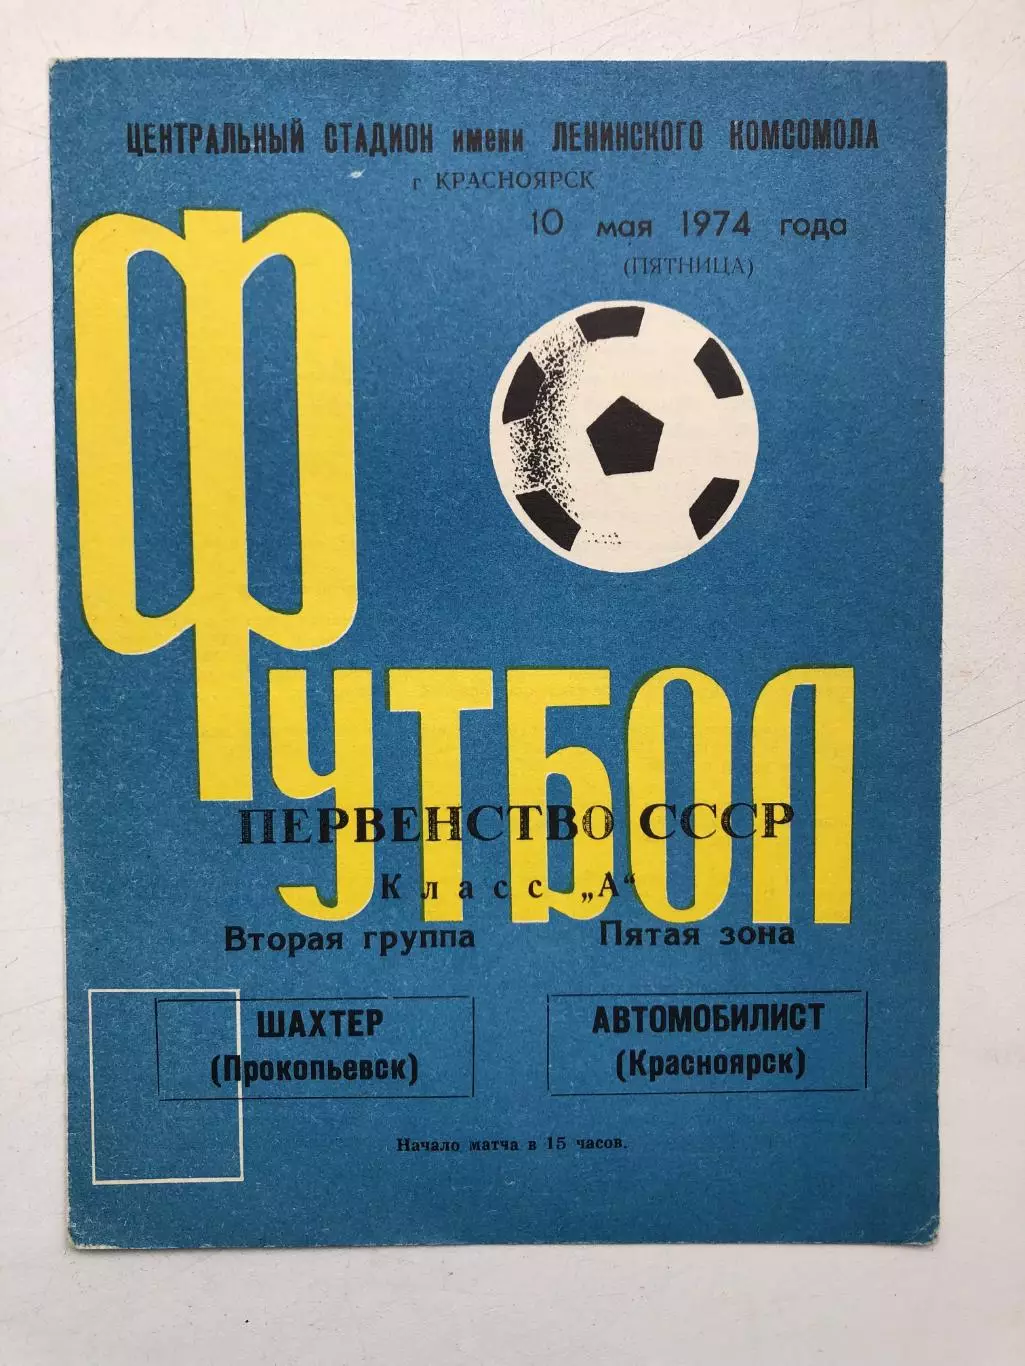 ЦЕНТРАЛЬНЫЙ СТАДИОН имени ЛЕНИНСКОГО КОМСОМОЛА
г КРАСНОЯРСК
10 мая 1974 года
(ПЯТНИЦА)
ФУТБОЛ
ПЕРВЕНСТВО СССР
Класс „А“
Вторая группа Пятая зона
ШАХТЕР
(Прокопьевск)
АВТОМОБИЛИСТ
(Красноярск)
Начало матча в 15 часов.